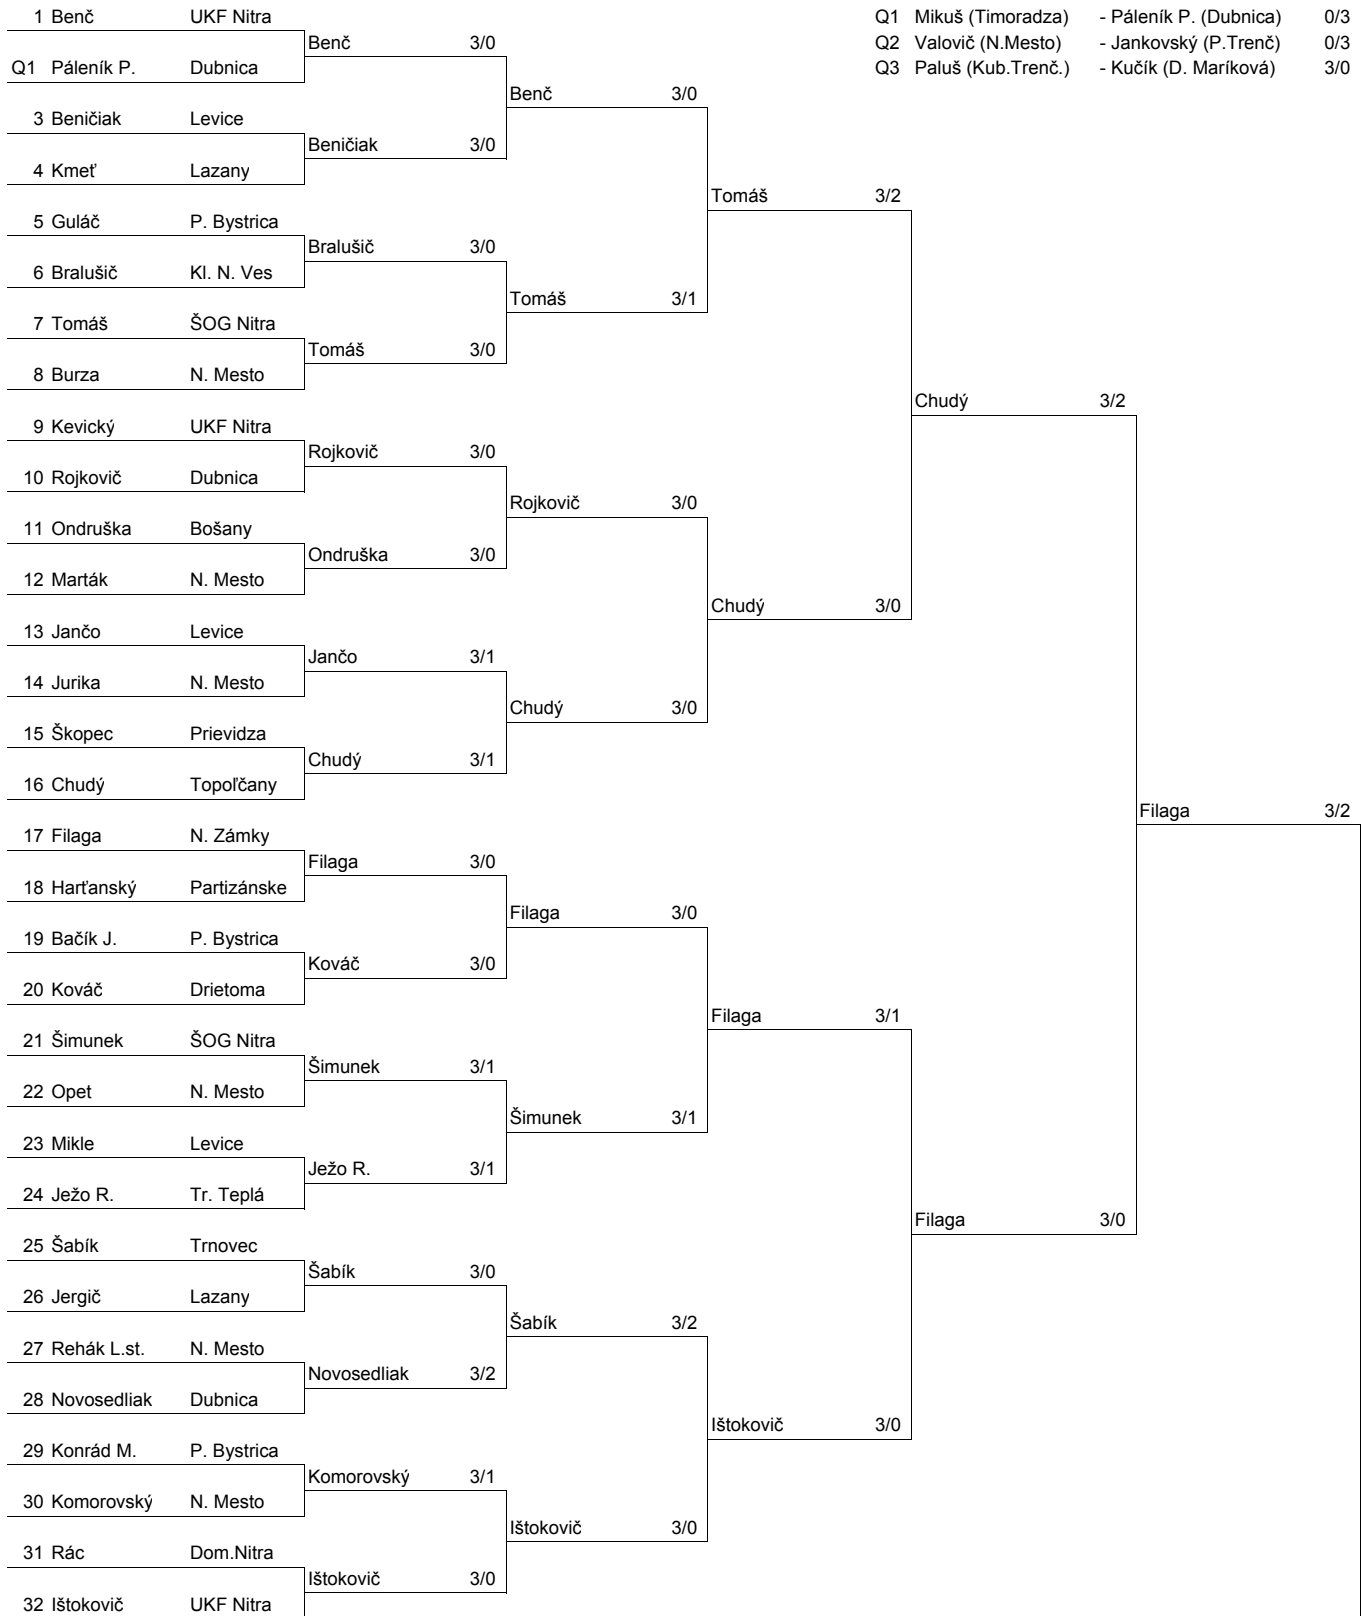 1 Benč UKF Nitra Q1 Mikuš (Timoradza) - Páleník P. (Dubnica) 0/3
Benč 3/0 Q2 Valovič (N.Mesto) - Jankovský (P.Trenč) 0/3
Q1 Páleník P. Dubnica Q3 Paluš (Kub.Trenč.) - Kučík (D. Maríková) 3/0
Benč 3/0
3 Beničiak Levice
Beničiak 3/0
4 Kmeť Lazany
Tomáš 3/2
5 Guláč P. Bystrica
Bralušič 3/0
6 Bralušič Kl. N. Ves
Tomáš 3/1
7 Tomáš ŠOG Nitra
Tomáš 3/0
8 Burza N. Mesto
Chudý 3/2
9 Kevický UKF Nitra
Rojkovič 3/0
10 Rojkovič Dubnica
Rojkovič 3/0
11 Ondruška Bošany
Ondruška 3/0
12 Marták N. Mesto
Chudý 3/0
13 Jančo Levice
Jančo 3/1
14 Jurika N. Mesto
Chudý 3/0
15 Škopec Prievidza
Chudý 3/1
16 Chudý Topoľčany
Filaga 3/2
17 Filaga N. Zámky
Filaga 3/0
18 Harťanský Partizánske
Filaga 3/0
19 Bačík J. P. Bystrica
Kováč 3/0
20 Kováč Drietoma
Filaga 3/1
21 Šimunek ŠOG Nitra
Šimunek 3/1
22 Opet N. Mesto
Šimunek 3/1
23 Mikle Levice
Ježo R. 3/1
24 Ježo R. Tr. Teplá
Filaga 3/0
25 Šabík Trnovec
Šabík 3/0
26 Jergič Lazany
Šabík 3/2
27 Rehák L.st. N. Mesto
Novosedliak 3/2
28 Novosedliak Dubnica
Ištokovič 3/0
29 Konrád M. P. Bystrica
Komorovský 3/1
30 Komorovský N. Mesto
Ištokovič 3/0
31 Rác Dom.Nitra
Ištokovič 3/0
32 Ištokovič UKF Nitra